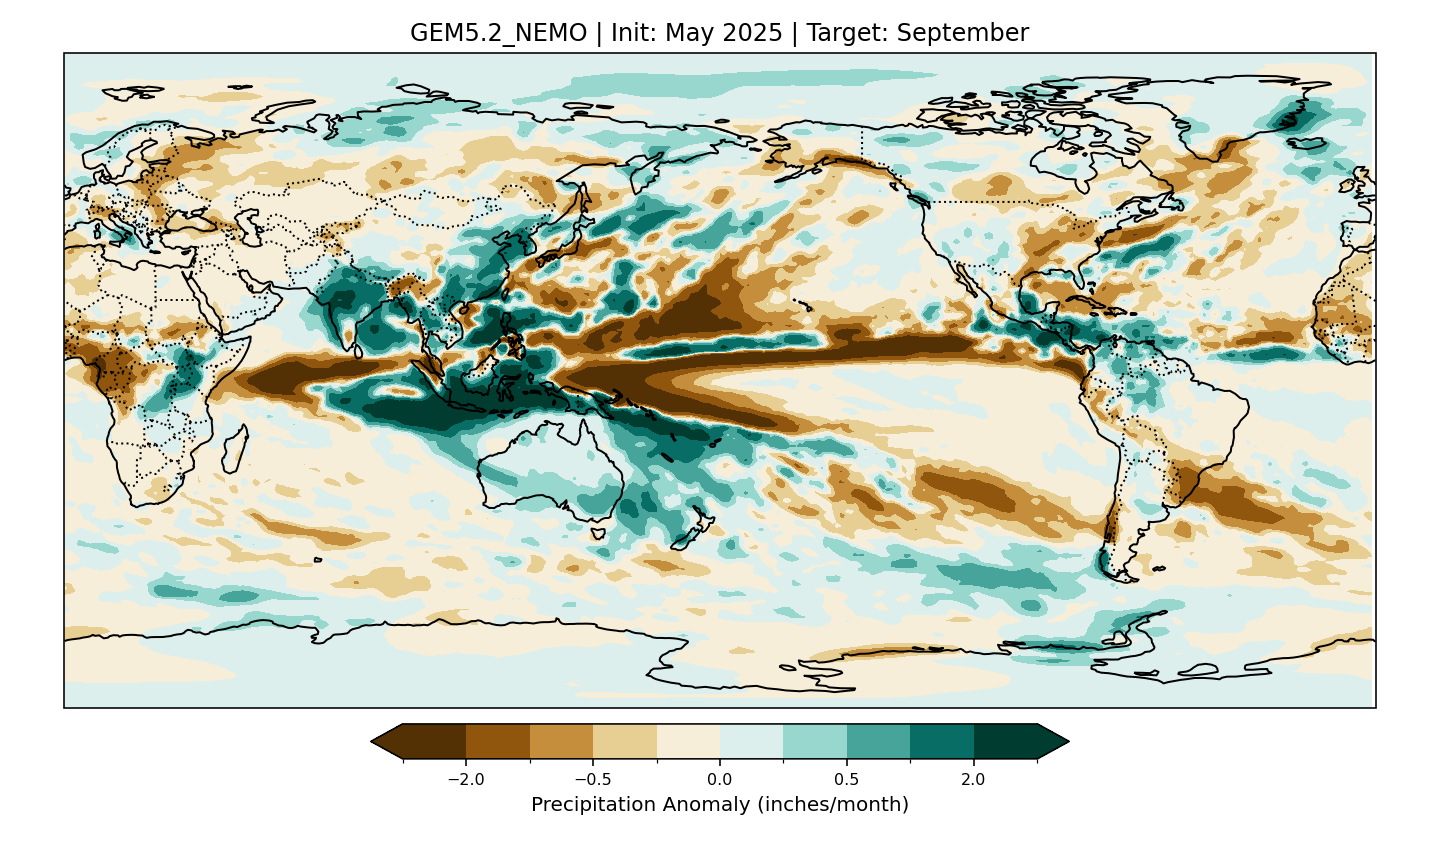 GEM5.2_NEMO | Init: May 2025 | Target: September
−2.0 −0.5 0.0 0.5 2.0
Precipitation Anomaly (inches/month)